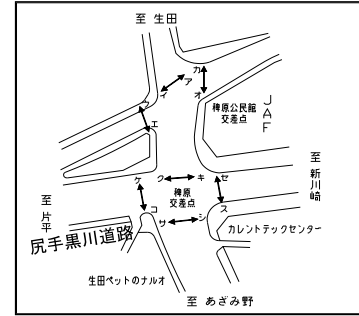 至 生田
カ
ア
イ
オ
ウ
エ
稗原公民館
交差点
JAF
ケ
ク
キ
セ
稗原
交差点
至 新川崎
至 片平
コ
サ
シ
ス
カレントテックセンター
尻手黒川道路
生田ペットのナルオ
至 あざみ野